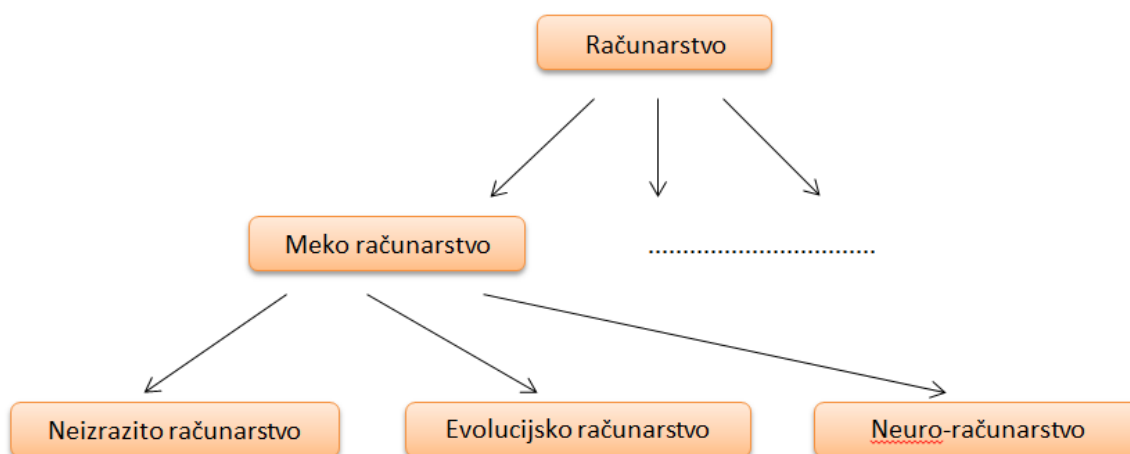 Računarstvo
Meko računarstvo
...............................
Neizrazito računarstvo
Evolucijsko računarstvo
Neuro-računarstvo